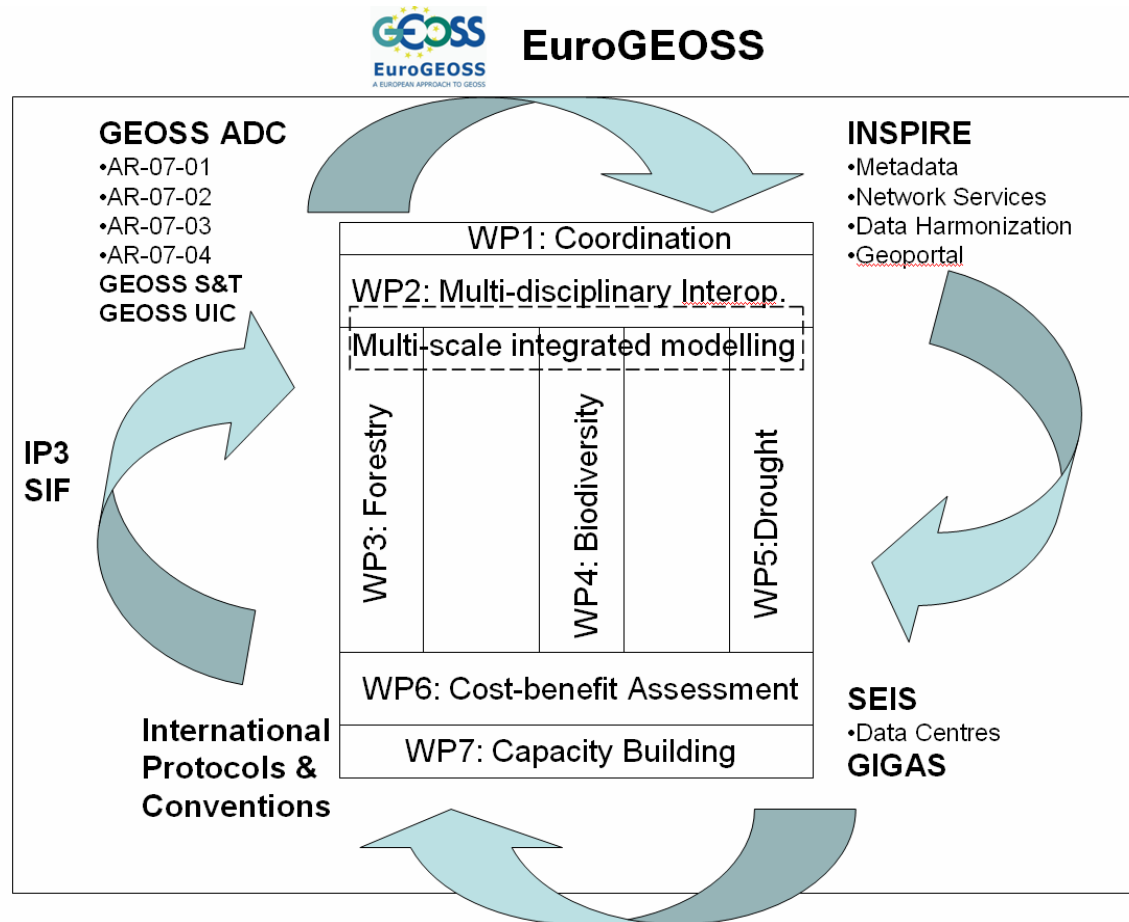 GEOSS
EuroGEOSS
A EUROPEAN APPROACH TO GEOSS
EuroGEOSS
GEOSS ADC
•AR-07-01
•AR-07-02
•AR-07-03
•AR-07-04
GEOSS S&T
GEOSS UIC
INSPIRE
•Metadata
•Network Services
•Data Harmonization
•Geoportal
WP1: Coordination
WP2: Multi-disciplinary Interop.
Multi-scale integrated modelling
WP3: Forestry
WP4: Biodiversity
WP5:Drought
IP3
SIF
WP6: Cost-benefit Assessment
WP7: Capacity Building
International
Protocols &
Conventions
SEIS
•Data Centres
GIGAS